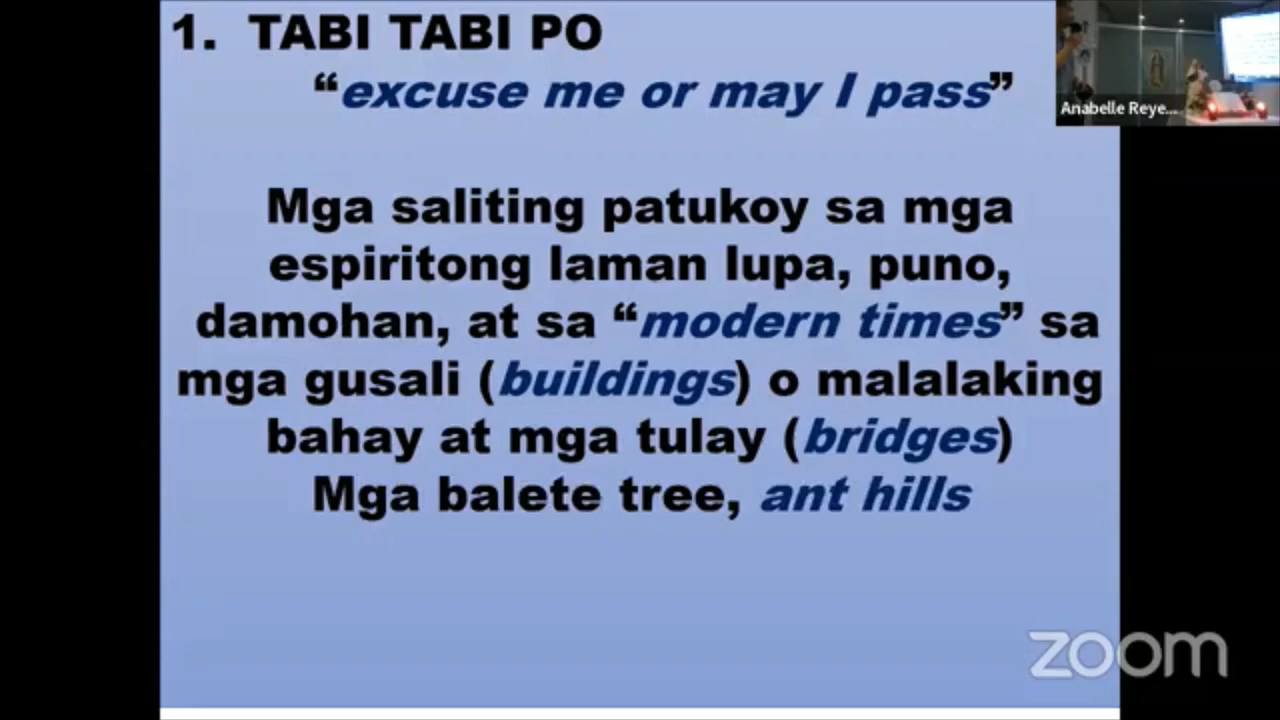 1. TABI TABI PO
“excuse me or may I pass”
Anabelle Reye...
Mga saliting patukoy sa mga
espiritong laman lupa, puno,
damohan, at sa “modern times” sa
mga gusali (buildings) o malalaking
bahay at mga tulay (bridges)
Mga balete tree, ant hills
zoom